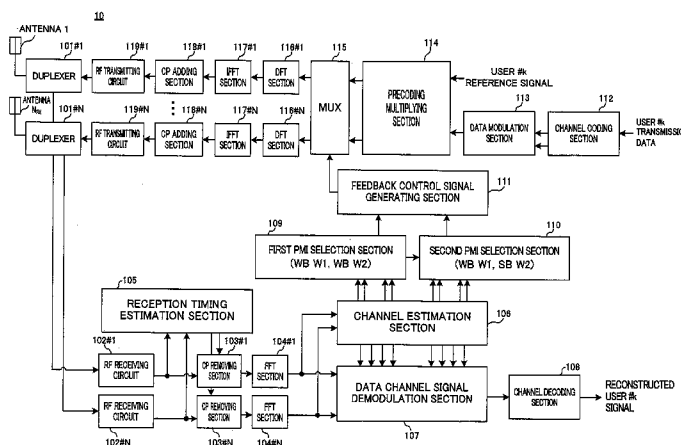 10
ANTENNA 1
101#1
DUPLEXER
119#1
RF TRANSMITTING
CIRCUIT
118#1
CP ADDING
SECTION
117#1
IFFT
SECTION
116#1
DFT
SECTION
115
MUX
114
PRECODING
MULTIPLYING
SECTION
USER #k
REFERENCE SIGNAL
113
DATA MODULATION
SECTION
112
CHANNEL CODING
SECTION
USER #k
TRANSMISSI
DATA
ANTENNA
101#N
DUPLEXER
119#N
RF TRANSMITTING
CIRCUIT
118#N
CP ADDING
SECTION
117#N
IFFT
SECTION
116#N
DFT
SECTION
FEEDBACK CONTROL SIGNAL
GENERATING SECTION
111
109
FIRST PMI SELECTION SECTION
(WB W1, WB W2)
110
SECOND PMI SELECTION SECTION
(WB W1, SB W2)
105
RECEPTION TIMING
ESTIMATION SECTION
CHANNEL ESTIMATION
SECTION
106
102#1
RF RECEIVING
CIRCUIT
103#1
CP REMOVING
SECTION
104#1
FFT
SECTION
DATA CHANNEL SIGNAL
DEMODULATION SECTION
107
108
CHANNEL DECODING
SECTION
RECONSTRUCTED
USER #k
SIGNAL
RF RECEIVING
CIRCUIT
102#N
CP REMOVING
SECTION
103#N
FFT
SECTION
104#N